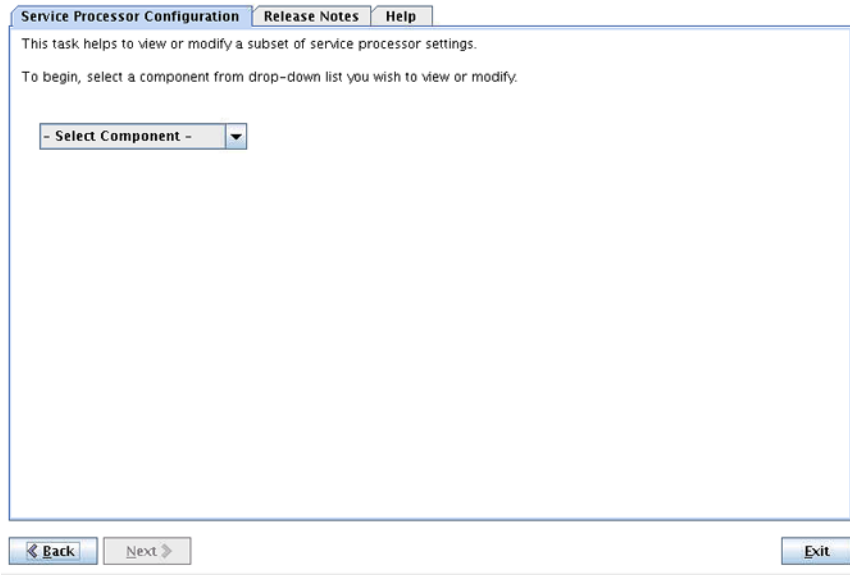 Service Processor Configuration Release Notes Help
This task helps to view or modify a subset of service processor settings.
To begin, select a component from drop-down list you wish to view or modify.
- Select Component -
Back Next Exit